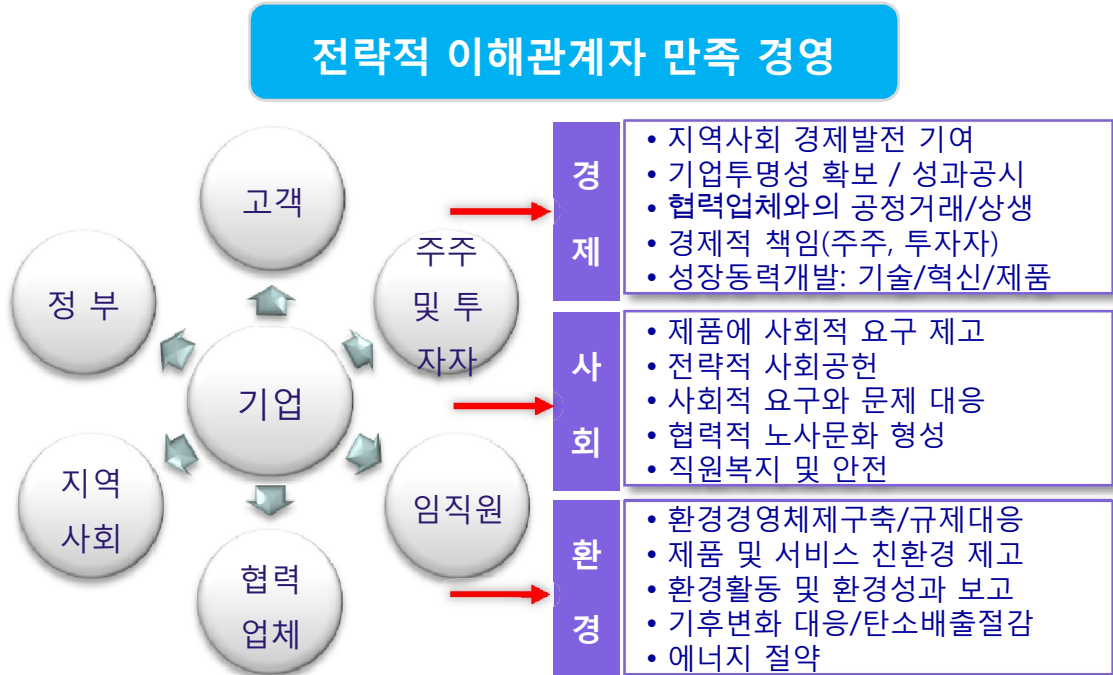 전략적 이해관계자 만족 경영
고객
정 부
주주
및 투
자자
기업
지역
사회
임직원
협력
업체
경
제
• 지역사회 경제발전 기여
• 기업투명성 확보 / 성과공시
• 협력업체와의 공정거래/상생
• 경제적 책임(주주, 투자자)
• 성장동력개발: 기술/혁신/제품
사
회
• 제품에 사회적 요구 제고
• 전략적 사회공헌
• 사회적 요구와 문제 대응
• 협력적 노사문화 형성
• 직원복지 및 안전
환
경
• 환경경영체제구축/규제대응
• 제품 및 서비스 친환경 제고
• 환경활동 및 환경성과 보고
• 기후변화 대응/탄소배출절감
• 에너지 절약